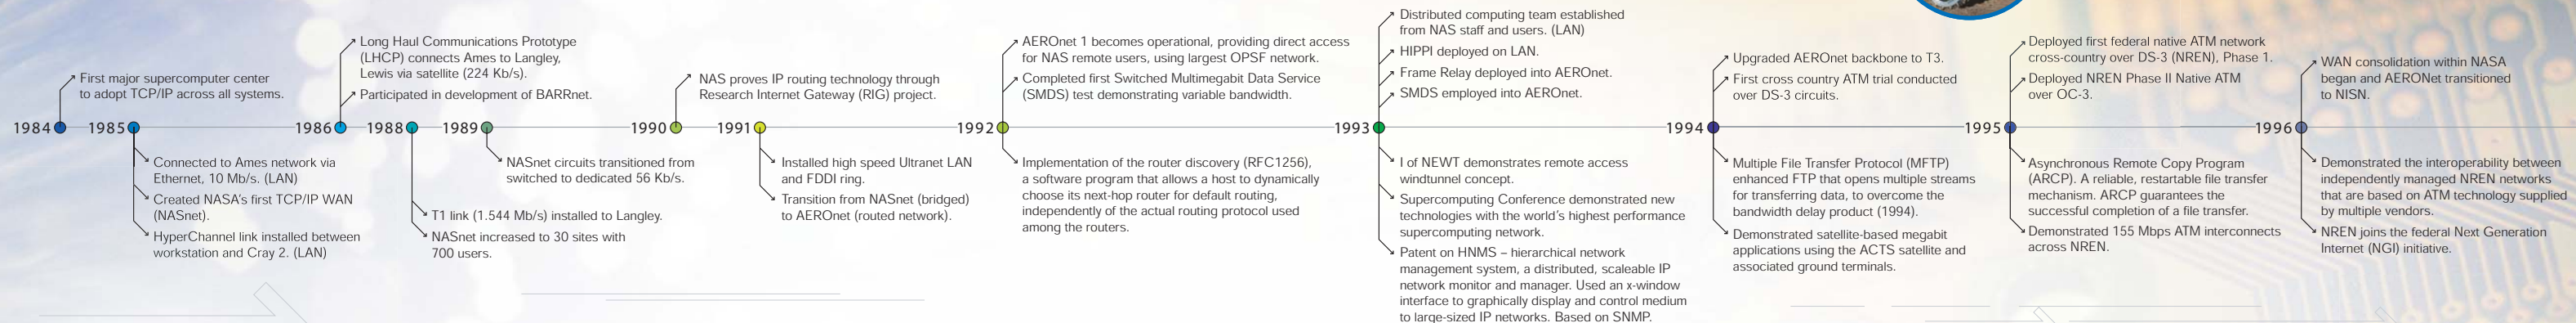 1984
First major supercomputer center
to adopt TCP/IP across all systems.
1985
Connected to Ames network via
Ethernet, 10 Mb/s. (LAN)
Created NASA's first TCP/IP WAN
(NASnet).
HyperChannel link installed between
workstation and Cray 2. (LAN)
1986
Long Haul Communications Prototype
(LHCP) connects Ames to Langley,
Lewis via satellite (224 Kb/s).
Participated in development of BARRnet.
1988
T1 link (1.544 Mb/s) installed to Langley.
NASnet increased to 30 sites with
700 users.
1989
NASnet circuits transitioned from
switched to dedicated 56 Kb/s.
1990
NAS proves IP routing technology through
Research Internet Gateway (RIG) project.
1991
Installed high speed Ultranet LAN
and FDDI ring.
Transition from NASnet (bridged)
to AEROnet (routed network).
1992
AEROnet 1 becomes operational, providing direct access
for NAS remote users, using largest OPSF network.
Completed first Switched Multimegabit Data Service
(SMDS) test demonstrating variable bandwidth.
Implementation of the router discovery (RFC1256),
a software program that allows a host to dynamically
choose its next-hop router for default routing,
independently of the actual routing protocol used
among the routers.
1993
Distributed computing team established
from NAS staff and users. (LAN)
HIPPI deployed on LAN.
Frame Relay deployed into AEROnet.
SMDS employed into AEROnet.
I of NEWT demonstrates remote access
windtunnel concept.
Supercomputing Conference demonstrated new
technologies with the world's highest performance
supercomputing network.
Patent on HNMS – hierarchical network
management system, a distributed, scaleable IP
network monitor and manager. Used an x-window
interface to graphically display and control medium
to large-sized IP networks. Based on SNMP.
1994
Upgraded AEROnet backbone to T3.
First cross country ATM trial conducted
over DS-3 circuits.
Multiple File Transfer Protocol (MFTP)
enhanced FTP that opens multiple streams
for transferring data, to overcome the
bandwidth delay product (1994).
Demonstrated satellite-based megabit
applications using the ACTS satellite and
associated ground terminals.
1995
Deployed first federal native ATM network
cross-country over DS-3 (NREN), Phase 1.
Deployed NREN Phase II Native ATM
over OC-3.
Asynchronous Remote Copy Program
(ARCP). A reliable, restartable file transfer
mechanism. ARCP guarantees the
successful completion of a file transfer.
Demonstrated 155 Mbps ATM interconnects
across NREN.
1996
WAN consolidation within NASA
began and AERONet transitioned
to NISN.
Demonstrated the interoperability between
independently managed NREN networks
that are based on ATM technology supplied
by multiple vendors.
NREN joins the federal Next Generation
Internet (NGI) initiative.